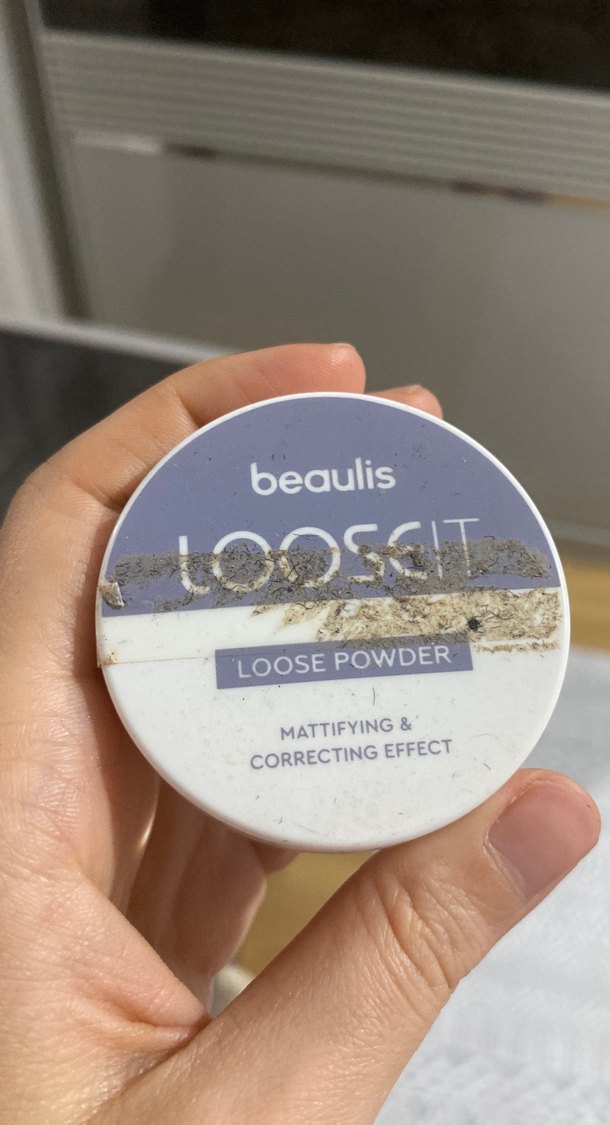 beaulis
LOOSEIT
LOOSE POWDER
MATTIFYING &
CORRECTING EFFECT